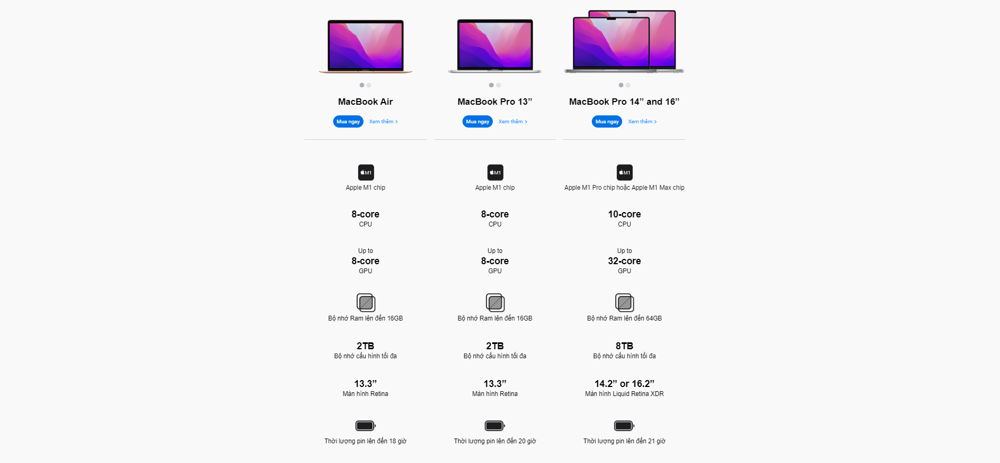 MacBook Air
Mua ngay
Xem thêm >
Apple M1 chip
8-core
CPU
Up to
8-core
GPU
Bộ nhớ Ram lên đến 16GB
2TB
Bộ nhớ cấu hình tối đa
13.3”
Màn hình Retina
Thời lượng pin lên đến 18 giờ
MacBook Pro 13”
Mua ngay
Xem thêm >
Apple M1 chip
8-core
CPU
Up to
8-core
GPU
Bộ nhớ Ram lên đến 16GB
2TB
Bộ nhớ cấu hình tối đa
13.3”
Màn hình Retina
Thời lượng pin lên đến 20 giờ
MacBook Pro 14” and 16”
Mua ngay
Xem thêm >
Apple M1 Pro chip hoặc Apple M1 Max chip
10-core
CPU
Up to
32-core
GPU
Bộ nhớ Ram lên đến 64GB
8TB
Bộ nhớ cấu hình tối đa
14.2” or 16.2”
Màn hình Liquid Retina XDR
Thời lượng pin lên đến 21 giờ
M1
M1
M1